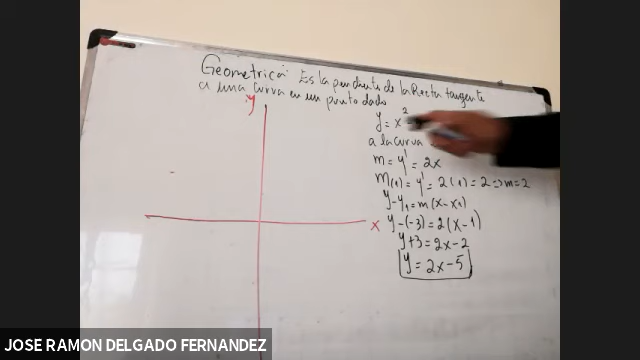 Geometrica: Es la pendiente de la Recta tangente
a una curva en un punto dado
y
y = x²
a la curva
m = y' = 2x
m(1) = y' = 2(1) = 2 => m = 2
y - y₁ = m(x - x₁)
x
y - (-3) = 2(x - 1)
y + 3 = 2x - 2
y = 2x - 5
JOSE RAMON DELGADO FERNANDEZ